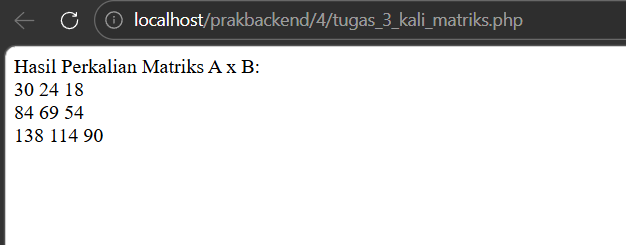 localhost/prakbackend/4/tugas_3_kali_matriks.php
Hasil Perkalian Matriks A x B:
30 24 18
84 69 54
138 114 90